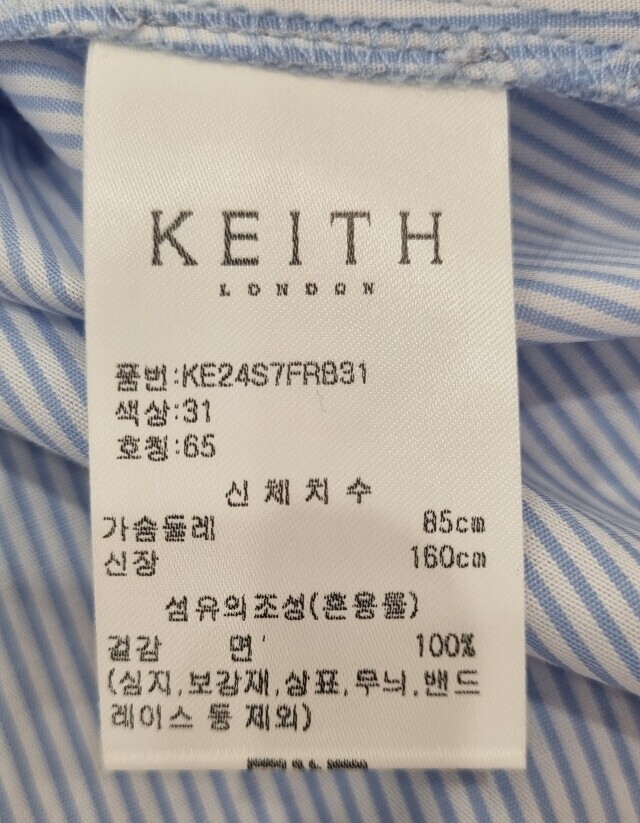 KEITH
LONDON
품번:KE24S7FRB31
색상:31
호칭:65
신체치수
가슴둘레 85cm
신장 160cm
섬유의조성(혼용률)
겉감 면 100%
(심지,보강재,상표,무늬,밴드
레이스 등 제외)